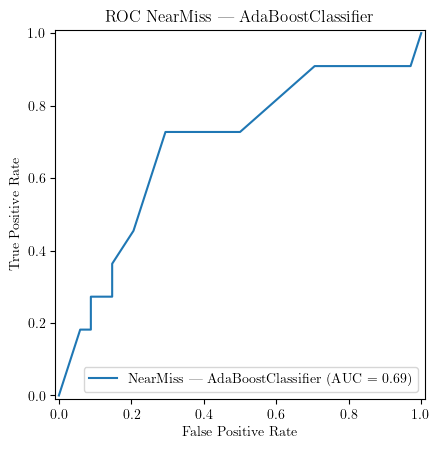 ROC NearMiss — AdaBoostClassifier
1.0
0.8
0.6
0.4
0.2
0.0
True Positive Rate
NearMiss — AdaBoostClassifier (AUC = 0.69)
0.0 0.2 0.4 0.6 0.8 1.0
False Positive Rate